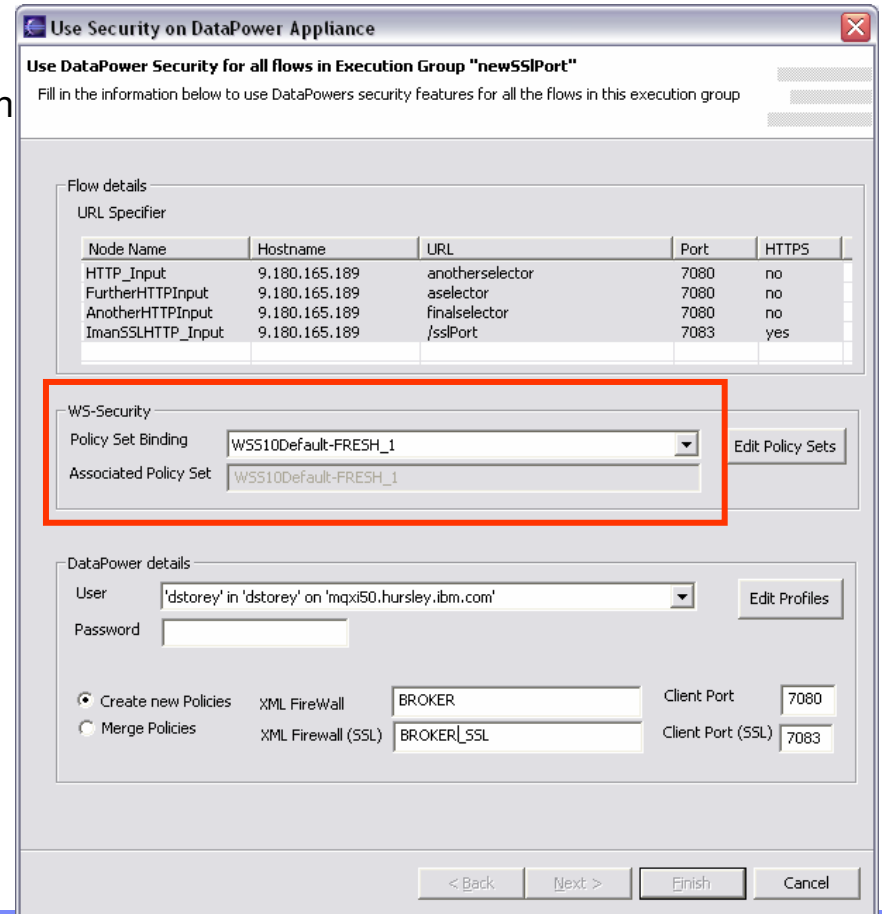 Use Security on DataPower Appliance
Use DataPower Security for all flows in Execution Group "newSSlPort"
Fill in the information below to use DataPowers security features for all the flows in this execution group
n
Flow details
URL Specifier
Node Name Hostname URL Port HTTPS
HTTP_Input 9.180.165.189 anotherselector 7080 no
FurtherHTTPInput 9.180.165.189 aselector 7080 no
AnotherHTTPInput 9.180.165.189 finalselector 7080 no
ImanSSLHTTP_Input 9.180.165.189 /sslPort 7083 yes
WS-Security
Policy Set Binding WSS10Default-FRESH_1 Edit Policy Sets
Associated Policy Set WSS10Default-FRESH_1
DataPower details
User 'dstorey' in 'dstorey' on 'mqxi50.hursley.ibm.com' Edit Profiles
Password
Create new Policies XML FireWall BROKER Client Port 7080
Merge Policies XML Firewall (SSL) BROKER_SSL Client Port (SSL) 7083
< Back Next > Finish Cancel